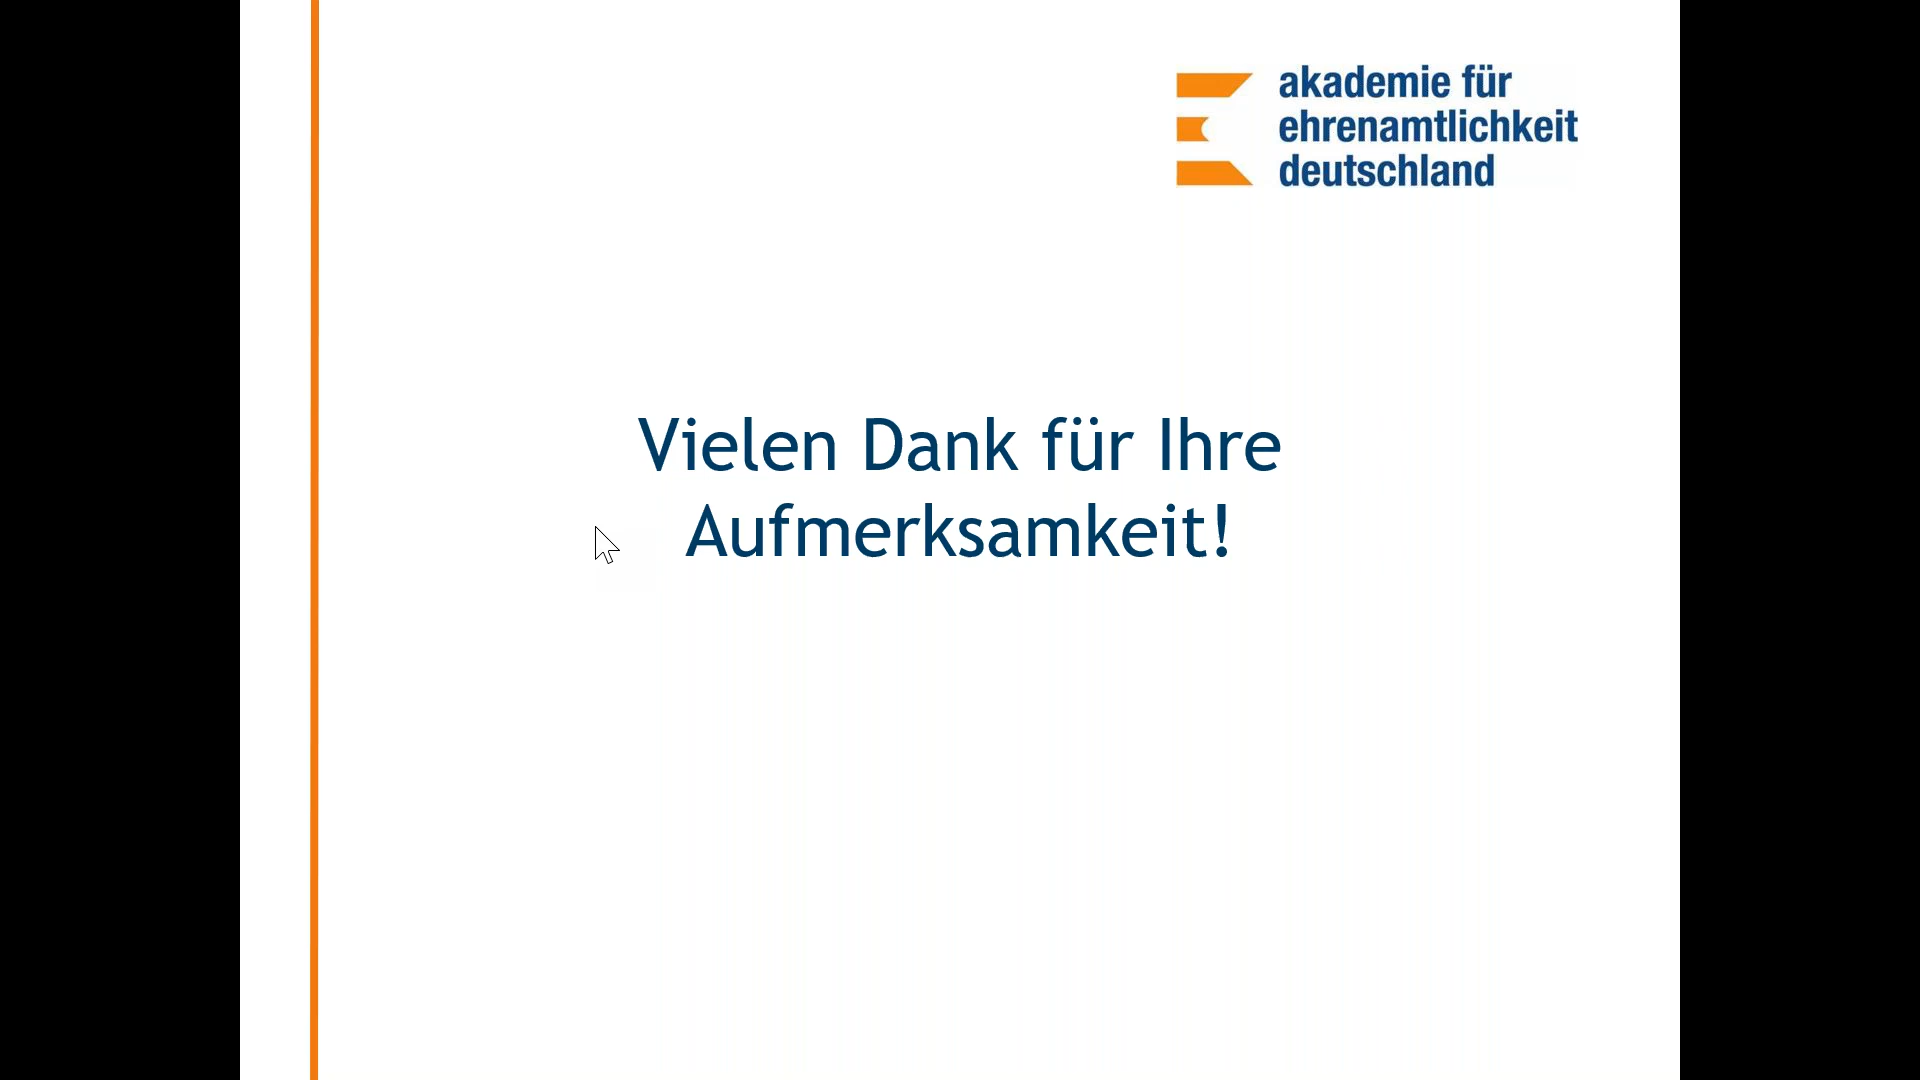 akademie für
ehrenamtlichkeit
deutschland
Vielen Dank für Ihre
Aufmerksamkeit!